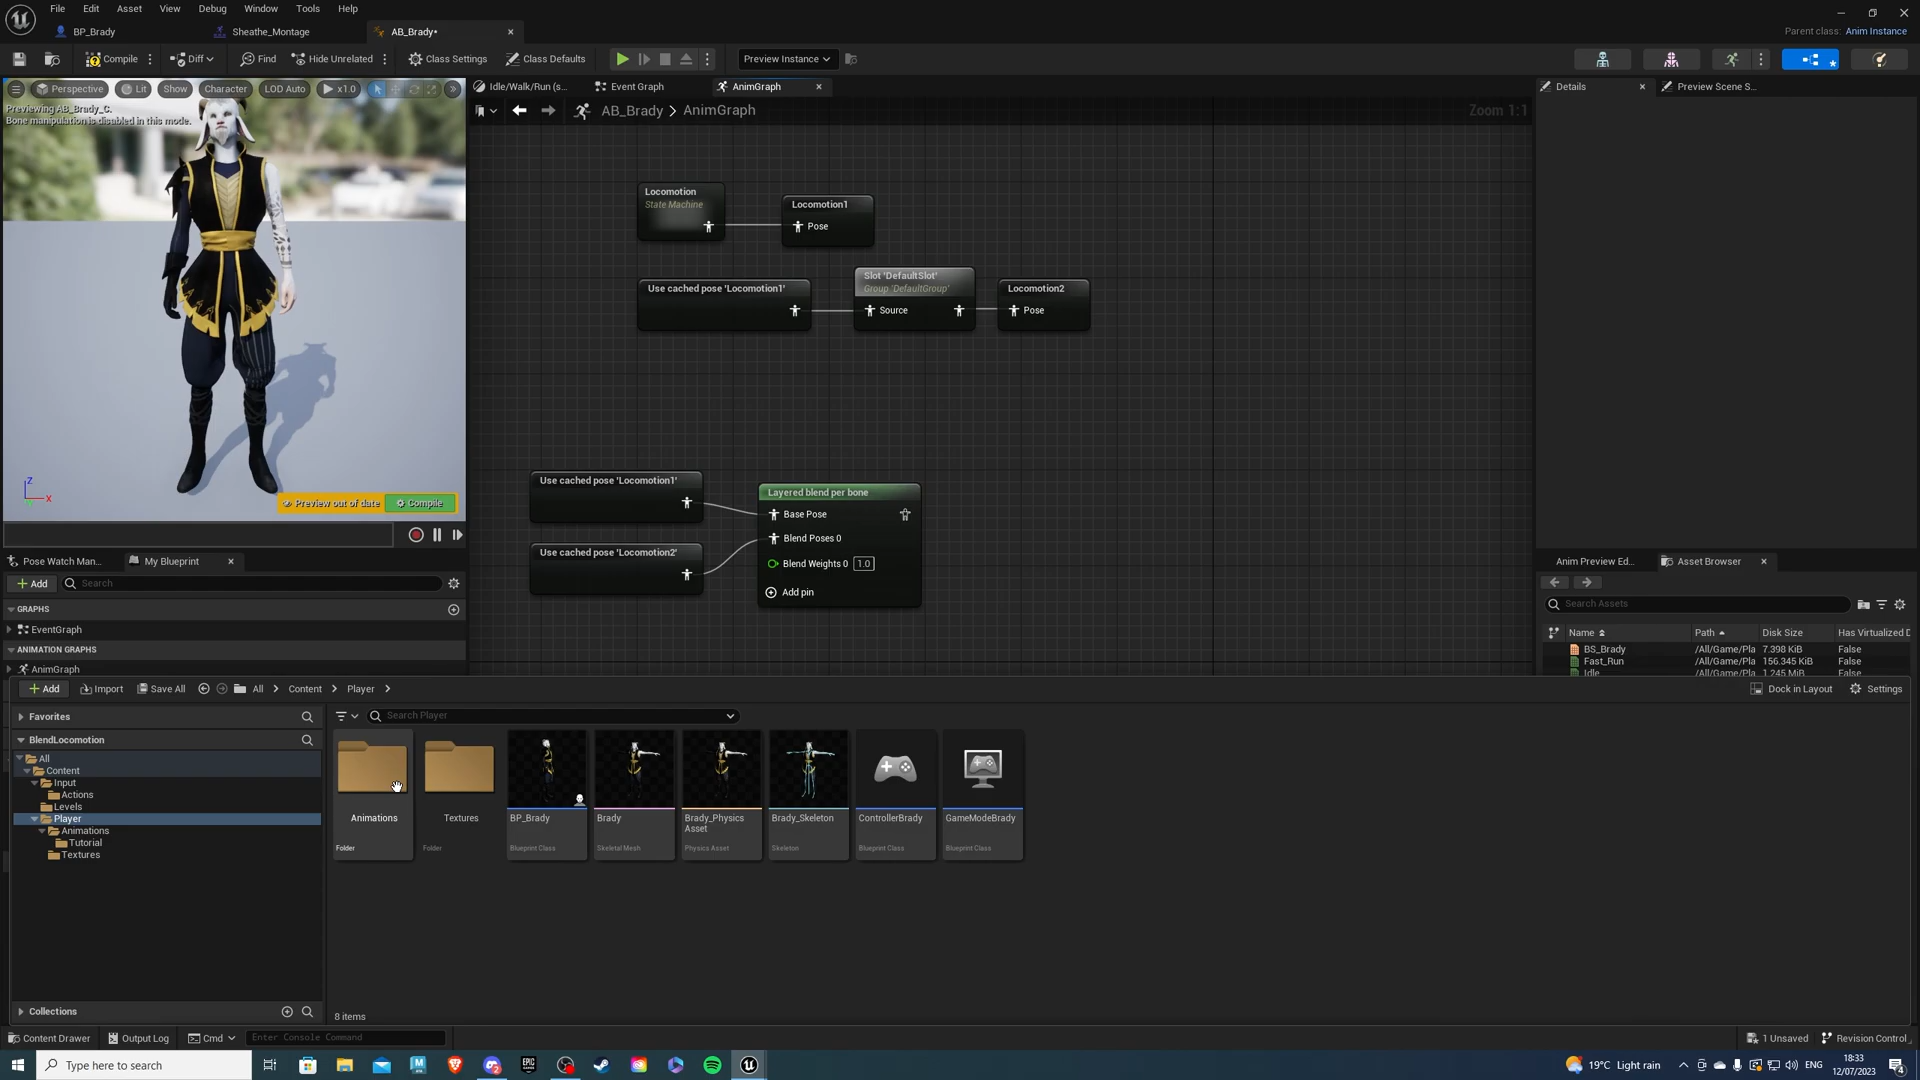 File Edit Asset View Debug Window Tools Help
BP_Brady Sheathe_Montage AB_Brady*
Parent class: Anim Instance
Compile Diff Find Hide Unrelated Class Settings Class Defaults Preview Instance
Perspective Lit Show Character LOD Auto x1.0
Previewing AB_Brady_C.
Bone manipulation is disabled in this mode.
Preview out of date Compile
Z
X
Idle/Walk/Run (s... Event Graph AnimGraph
AB_Brady > AnimGraph
Zoom 1:1
Locomotion
State Machine
Locomotion1
Pose
Use cached pose 'Locomotion1'
Slot 'DefaultSlot'
Group 'DefaultGroup'
Source
Locomotion2
Pose
Use cached pose 'Locomotion1'
Use cached pose 'Locomotion2'
Layered blend per bone
Base Pose
Blend Poses 0
Blend Weights 0 1.0
Add pin
Details Preview Scene S...
Pose Watch Man... My Blueprint
Add Search
GRAPHS
EventGraph
ANIMATION GRAPHS
AnimGraph
Anim Preview Ed... Asset Browser
Search Assets
Name Path Disk Size Has Virtualized D
BS_Brady /All/Game/Pla 7.398 KiB False
Fast_Run /All/Game/Pla 156.345 KiB False
Idle /All/Game/Pla 1.245 MiB False
Add Import Save All All > Content > Player >
Dock in Layout Settings
Favorites
BlendLocomotion
All
Content
Input
Actions
Levels
Player
Animations
Tutorial
Textures
Collections
Search Player
Animations
Folder
Textures
Folder
BP_Brady
Blueprint Class
Brady
Skeletal Mesh
Brady_Physics
Asset
Physics Asset
Brady_Skeleton
Skeleton
ControllerBrady
Blueprint Class
GameModeBrady
Blueprint Class
8 items
Content Drawer Output Log Cmd Enter Console Command
1 Unsaved Revision Control
Type here to search
19°C Light rain
ENG
18:33
12/07/2023
4